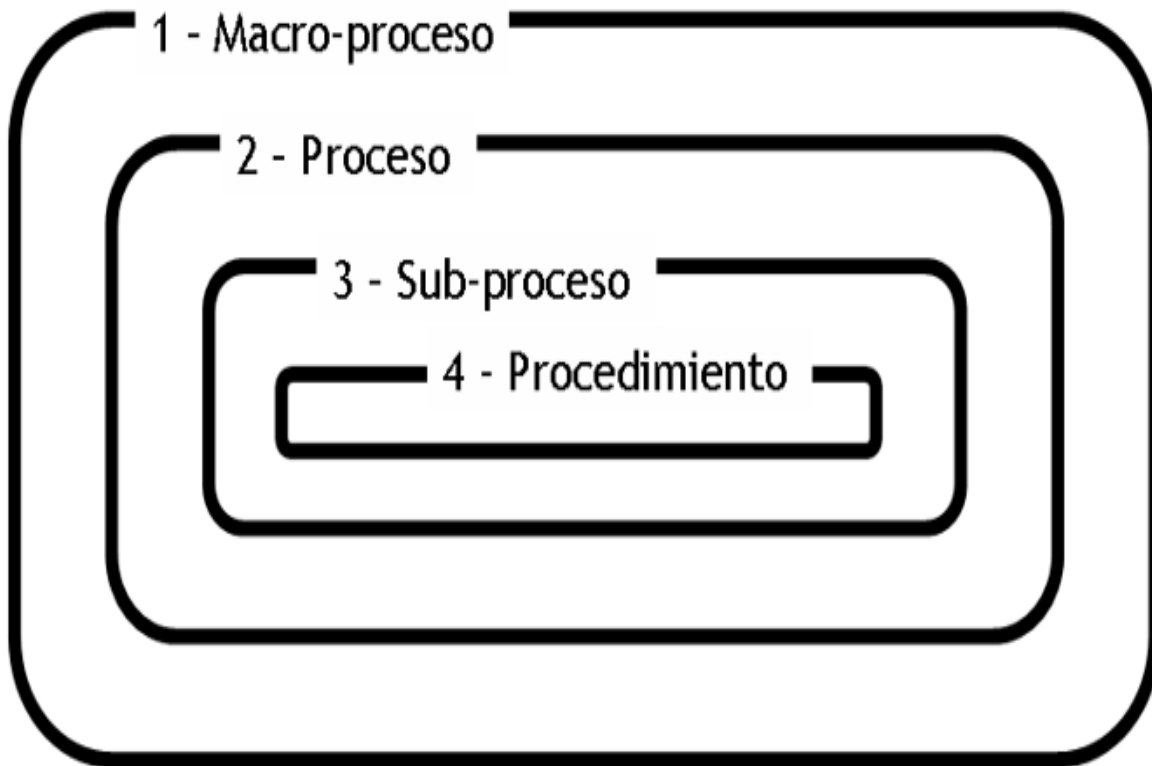 1 - Macro-proceso
2 - Proceso
3 - Sub-proceso
4 - Procedimiento